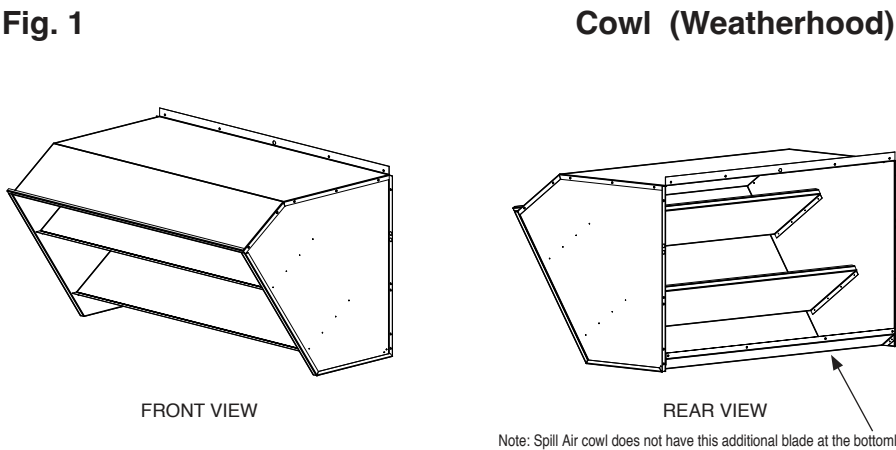 Fig. 1
Cowl (Weatherhood)
FRONT VIEW
REAR VIEW
Note: Spill Air cowl does not have this additional blade at the bottom